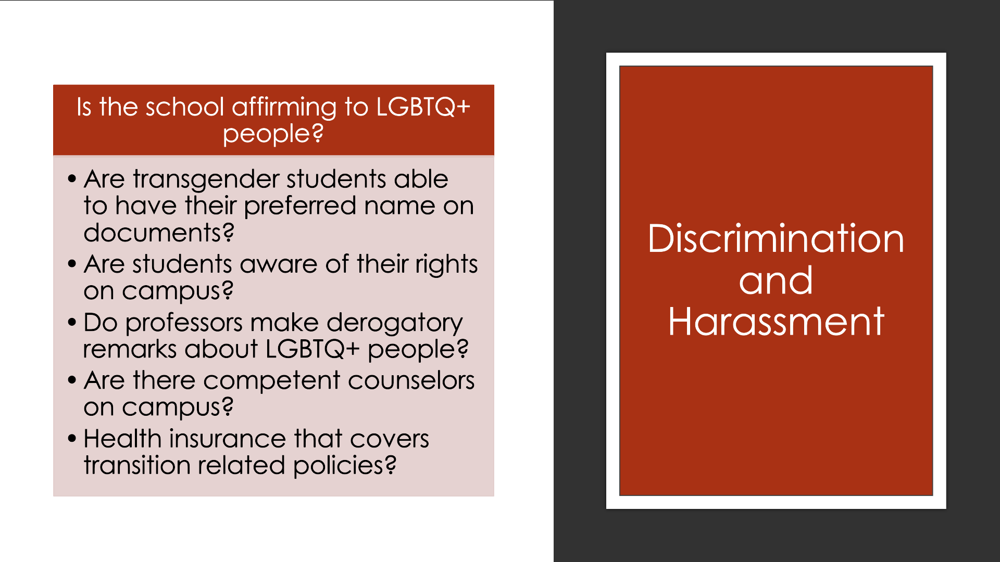 Is the school affirming to LGBTQ+
people?
• Are transgender students able
to have their preferred name on
documents?
• Are students aware of their rights
on campus?
• Do professors make derogatory
remarks about LGBTQ+ people?
• Are there competent counselors
on campus?
• Health insurance that covers
transition related policies?
Discrimination
and
Harassment